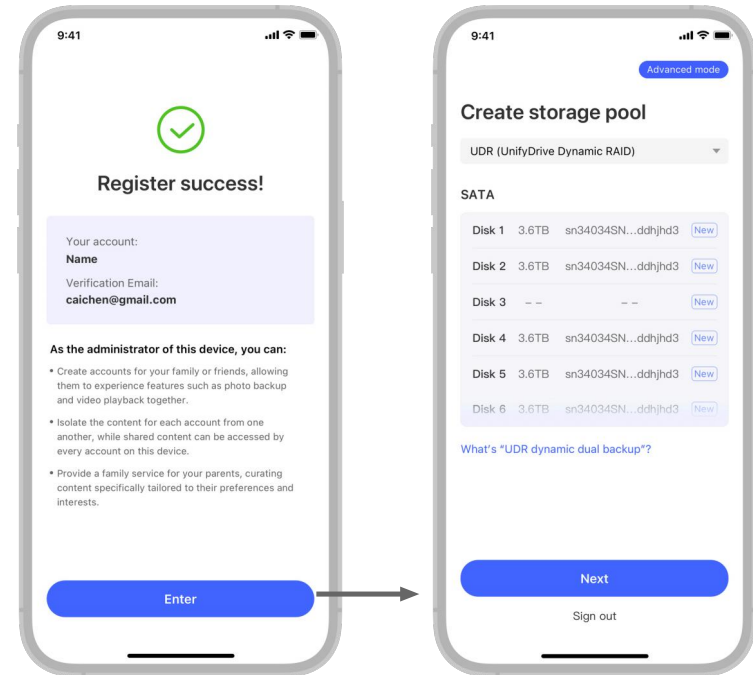 9:41
Register success!
Your account:
Name
Verification Email:
caichen@gmail.com
As the administrator of this device, you can:
• Create accounts for your family or friends, allowing
them to experience features such as photo backup
and video playback together.
• Isolate the content for each account from one
another, while shared content can be accessed by
every account on this device.
• Provide a family service for your parents, curating
content specifically tailored to their preferences and
interests.
Enter
9:41
Advanced mode
Create storage pool
UDR (UnifyDrive Dynamic RAID)
SATA
Disk 1 3.6TB sn34034SN...ddhjhd3 New
Disk 2 3.6TB sn34034SN...ddhjhd3 New
Disk 3 – – – – New
Disk 4 3.6TB sn34034SN...ddhjhd3 New
Disk 5 3.6TB sn34034SN...ddhjhd3 New
Disk 6 3.6TB sn34034SN...ddhjhd3 New
What's “UDR dynamic dual backup”?
Next
Sign out